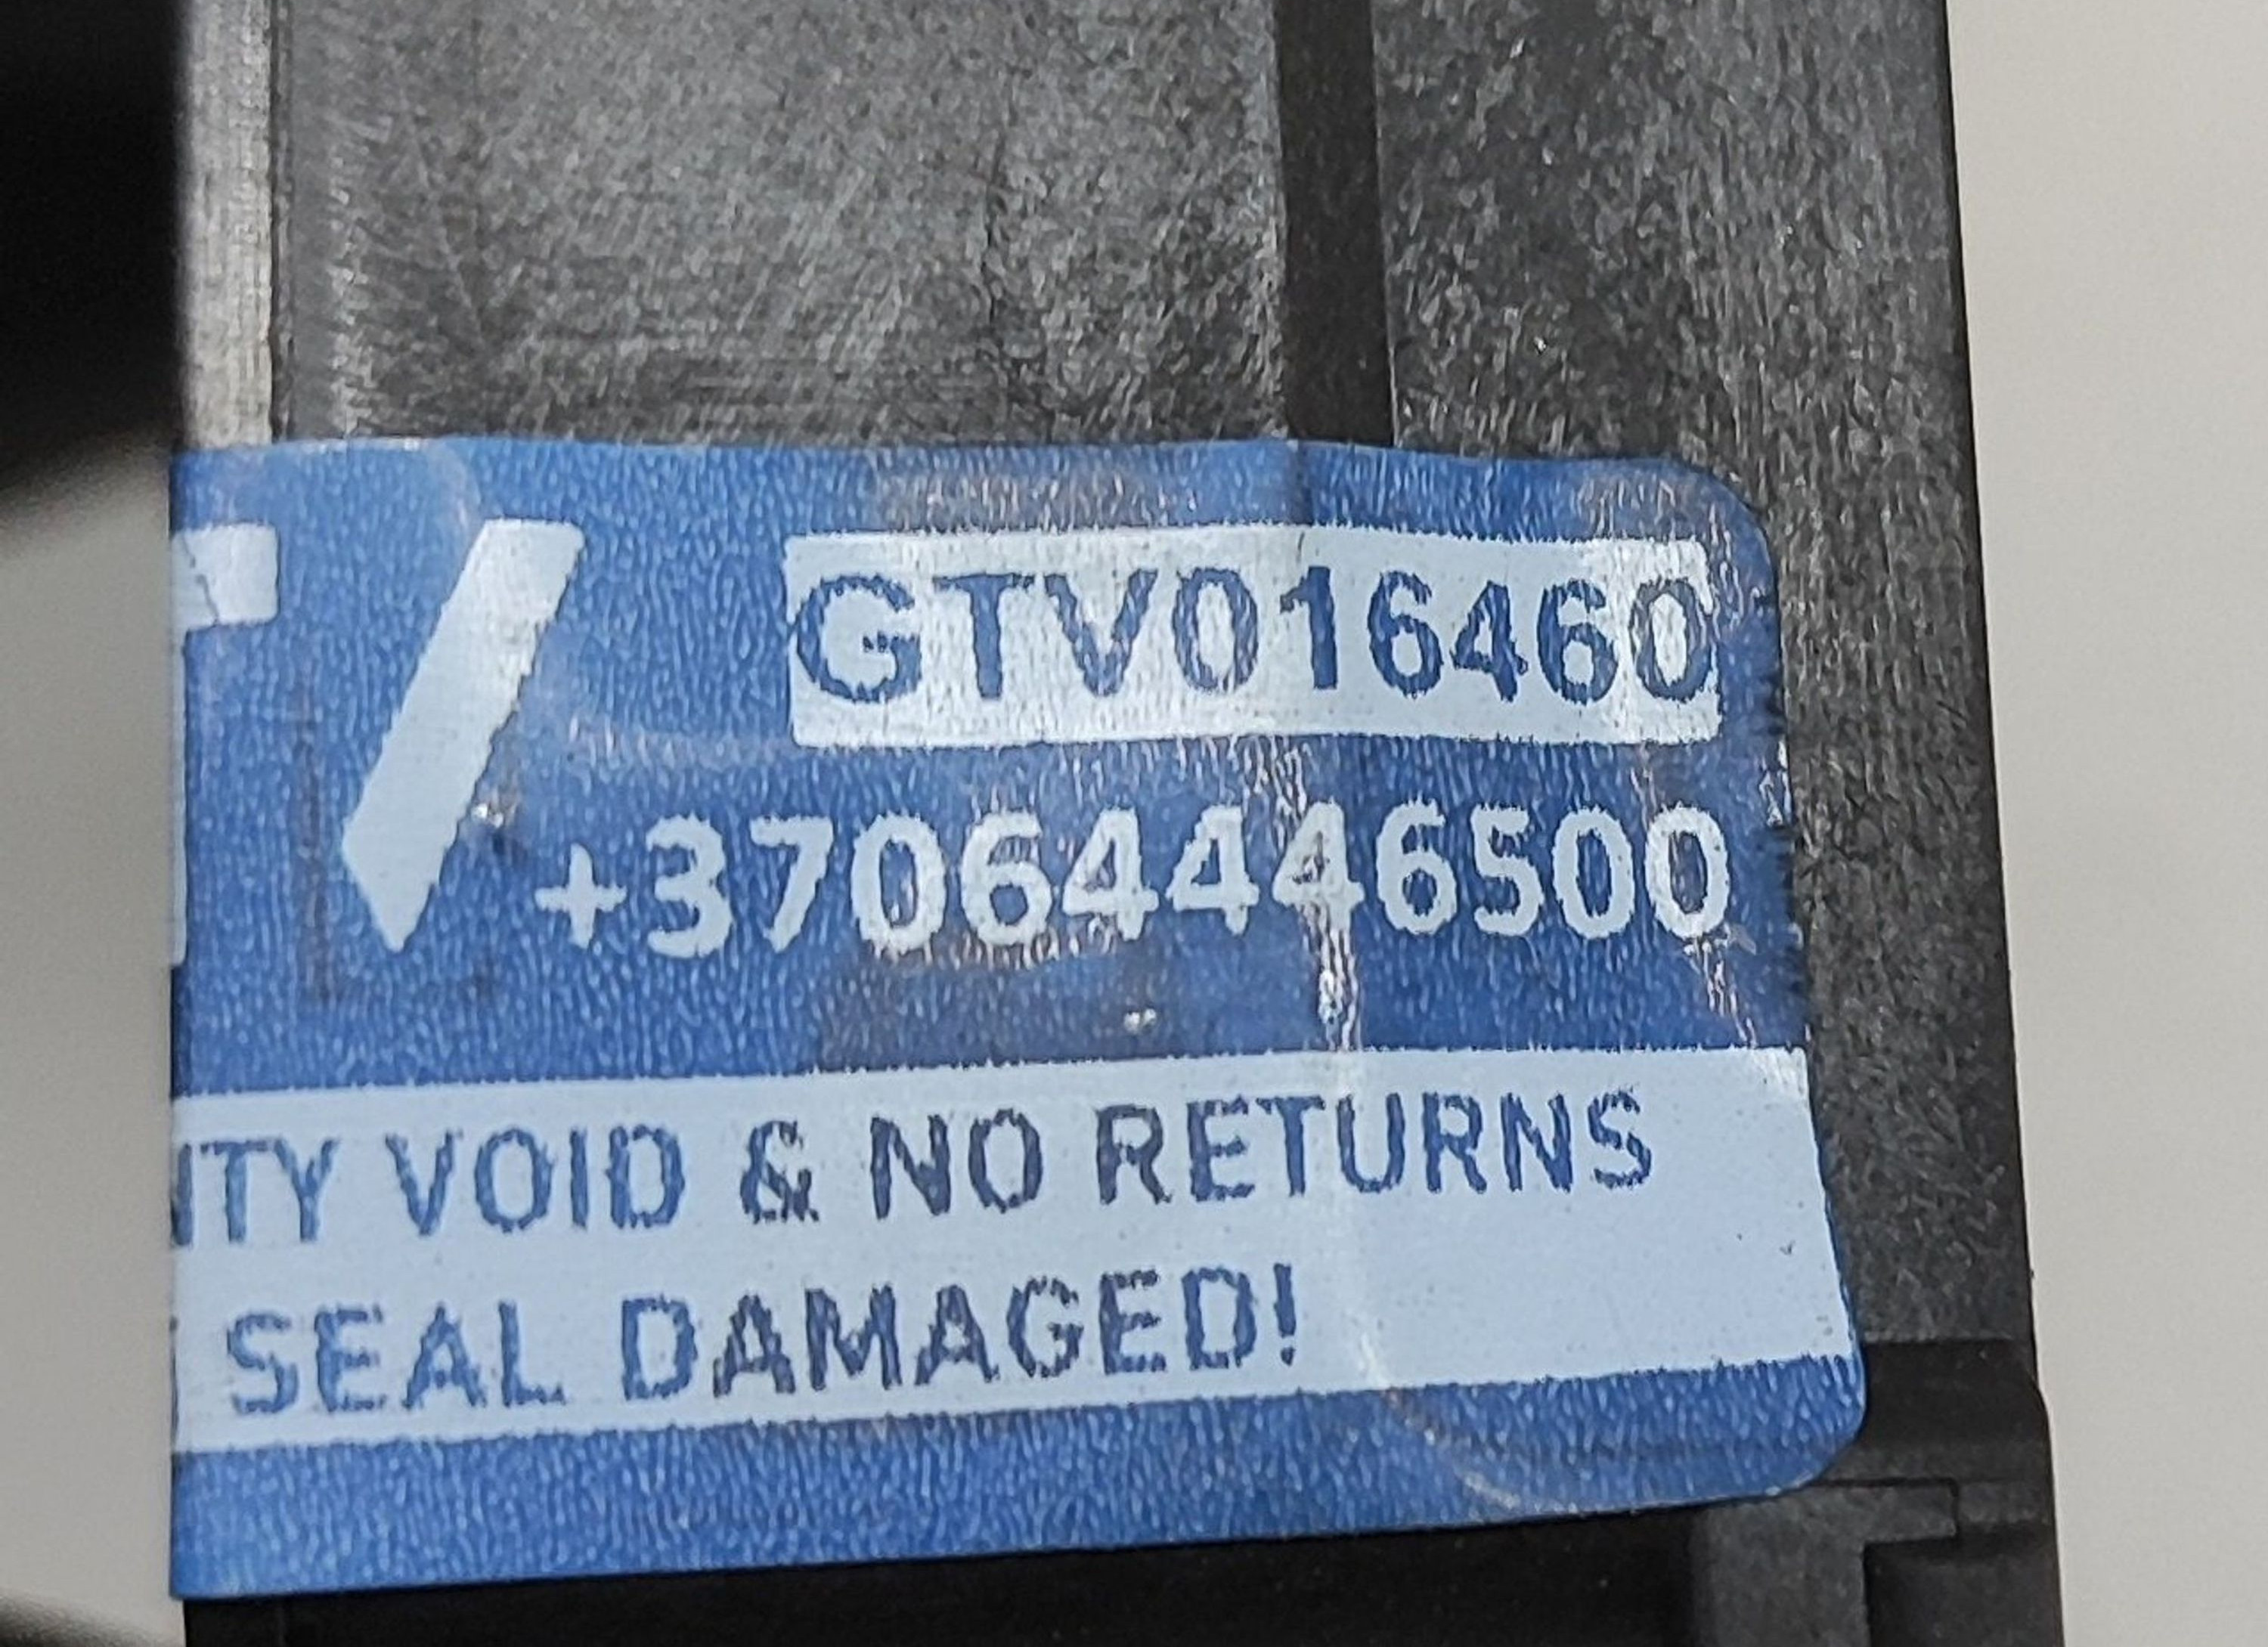 GTV016460
+37064446500
NTY VOID & NO RETURNS
SEAL DAMAGED!